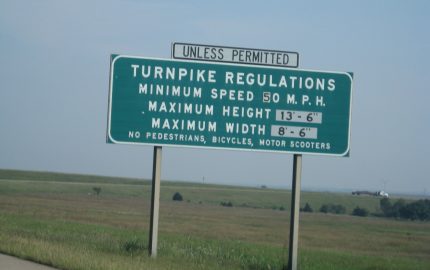 UNLESS PERMITTED
TURNPIKE REGULATIONS
MINIMUM SPEED 50 M.P.H.
MAXIMUM HEIGHT 13'-6"
MAXIMUM WIDTH 8'-6"
NO PEDESTRIANS, BICYCLES, MOTOR SCOOTERS